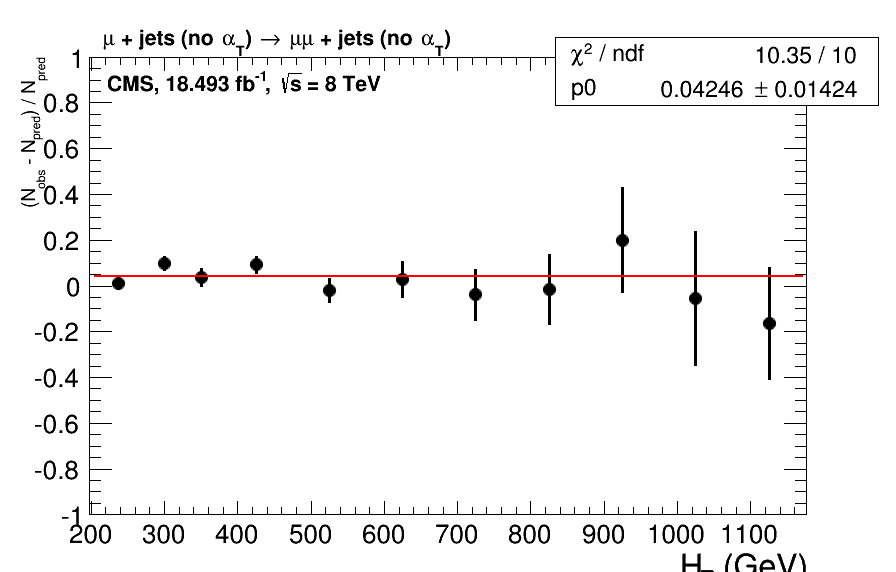 μ + jets (no α_T) → μμ + jets (no α_T)
χ² / ndf 10.35 / 10
p0 0.04246 ± 0.01424
CMS, 18.493 fb⁻¹, √s = 8 TeV
(N_obs - N_pred) / N_pred
1
0.8
0.6
0.4
0.2
0
-0.2
-0.4
-0.6
-0.8
-1
200 300 400 500 600 700 800 900 1000 1100
(GeV)